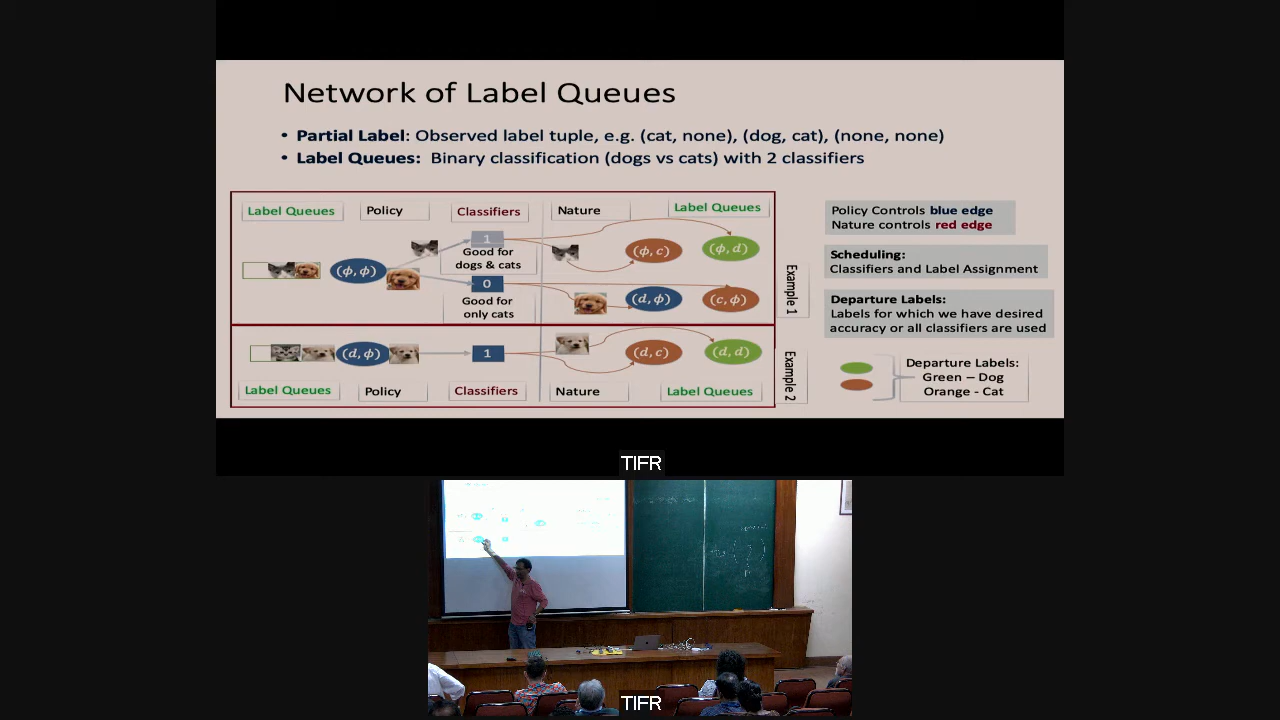 Network of Label Queues
• Partial Label: Observed label tuple, e.g. (cat, none), (dog, cat), (none, none)
• Label Queues: Binary classification (dogs vs cats) with 2 classifiers
Label Queues
Policy
Classifiers
Nature
Label Queues
(ϕ, ϕ)
1
Good for
dogs & cats
0
Good for
only cats
(ϕ, c)
(ϕ, d)
(d, ϕ)
(c, ϕ)
Example 1
(d, ϕ)
1
(d, c)
(d, d)
Label Queues
Policy
Classifiers
Nature
Label Queues
Example 2
Policy Controls blue edge
Nature controls red edge
Scheduling:
Classifiers and Label Assignment
Departure Labels:
Labels for which we have desired
accuracy or all classifiers are used
Departure Labels:
Green – Dog
Orange - Cat
TIFR
TIFR